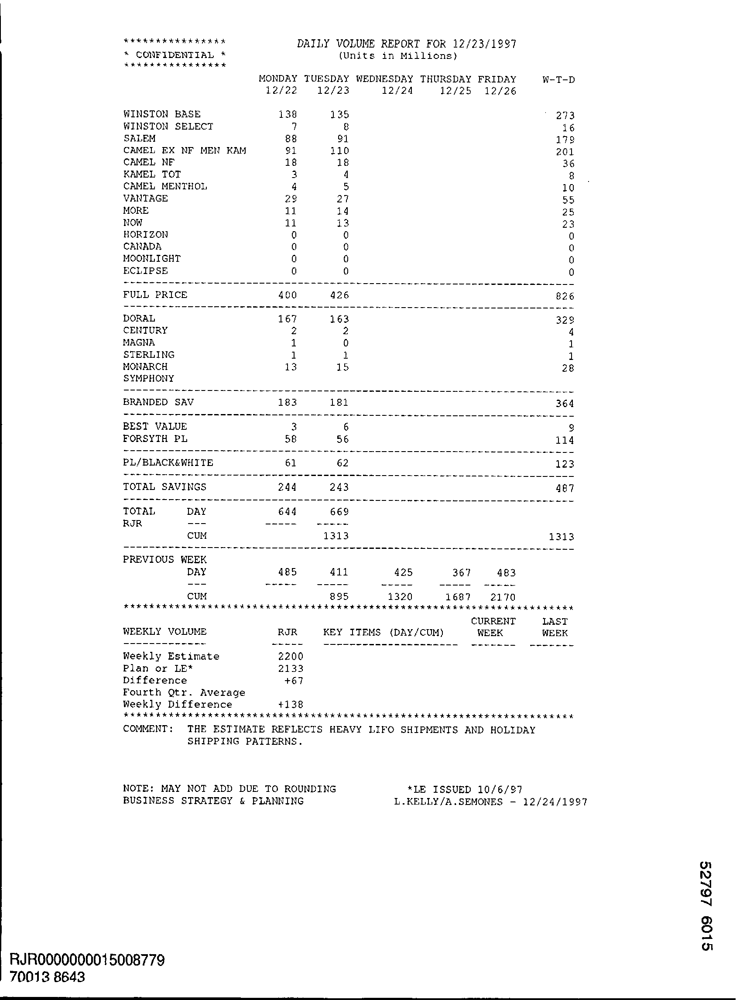 ****************
* CONFIDENTIAL *
****************
DAILY VOLUME REPORT FOR 12/23/1997
(Units in Millions)
MONDAY TUESDAY WEDNESDAY THURSDAY FRIDAY W-T-D
12/22 12/23 12/24 12/25 12/26
WINSTON BASE 138 135 273
WINSTON SELECT 7 8 16
SALEM 88 91 179
CAMEL EX NF MEN KAM 91 110 201
CAMEL NF 18 18 36
KAMEL TOT 3 4 8
CAMEL MENTHOL 4 5 10
VANTAGE 29 27 55
MORE 11 14 25
NOW 11 13 23
HORIZON 0 0 0
CANADA 0 0 0
MOONLIGHT 0 0 0
ECLIPSE 0 0 0
FULL PRICE 400 426 826
DORAL 167 163 329
CENTURY 2 2 4
MAGNA 1 0 1
STERLING 1 1 1
MONARCH 13 15 28
SYMPHONY
BRANDED SAV 183 181 364
BEST VALUE 3 6 9
FORSYTH PL 58 56 114
PL/BLACK&WHITE 61 62 123
TOTAL SAVINGS 244 243 487
TOTAL DAY 644 669
RJR --- ----- -----
CUM 1313 1313
PREVIOUS WEEK
DAY 485 411 425 367 483
--- ----- ----- ----- ----- -----
CUM 895 1320 1687 2170
CURRENT LAST
WEEKLY VOLUME RJR KEY ITEMS (DAY/CUM) WEEK WEEK
Weekly Estimate 2200
Plan or LE* 2133
Difference +67
Fourth Qtr. Average
Weekly Difference +138
COMMENT: THE ESTIMATE REFLECTS HEAVY LIFO SHIPMENTS AND HOLIDAY
SHIPPING PATTERNS.
NOTE: MAY NOT ADD DUE TO ROUNDING *LE ISSUED 10/6/97
BUSINESS STRATEGY & PLANNING L.KELLY/A.SEMONES - 12/24/1997
52797 6015
RJR0000000015008779
70013 8643